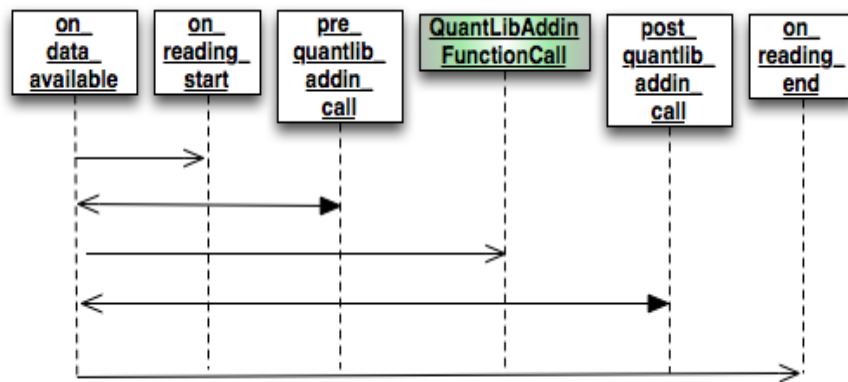 on_
data_
available
on_
reading_
start
pre_
quantlib_
addin_
call
QuantLibAddin
FunctionCall
post_
quantlib_
addin_
call
on_
reading_
end